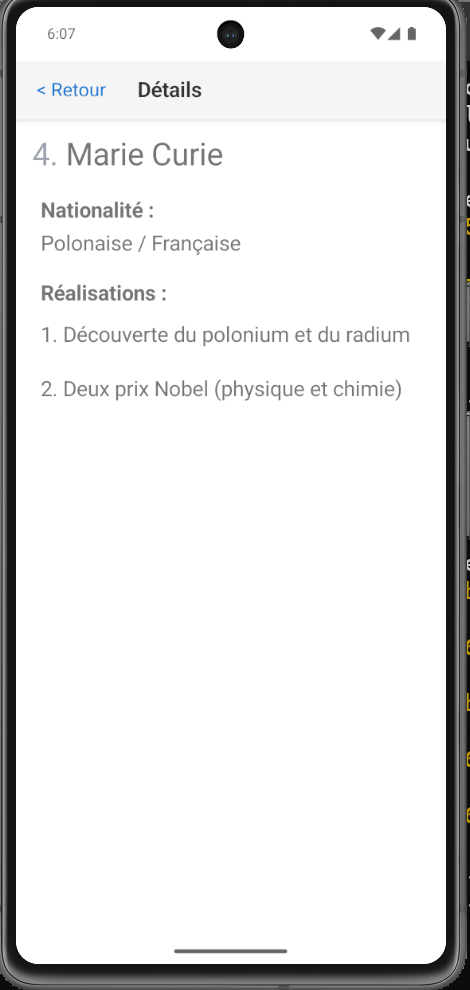 6:07
< Retour Détails
4. Marie Curie
Nationalité :
Polonaise / Française
Réalisations :
1. Découverte du polonium et du radium
2. Deux prix Nobel (physique et chimie)